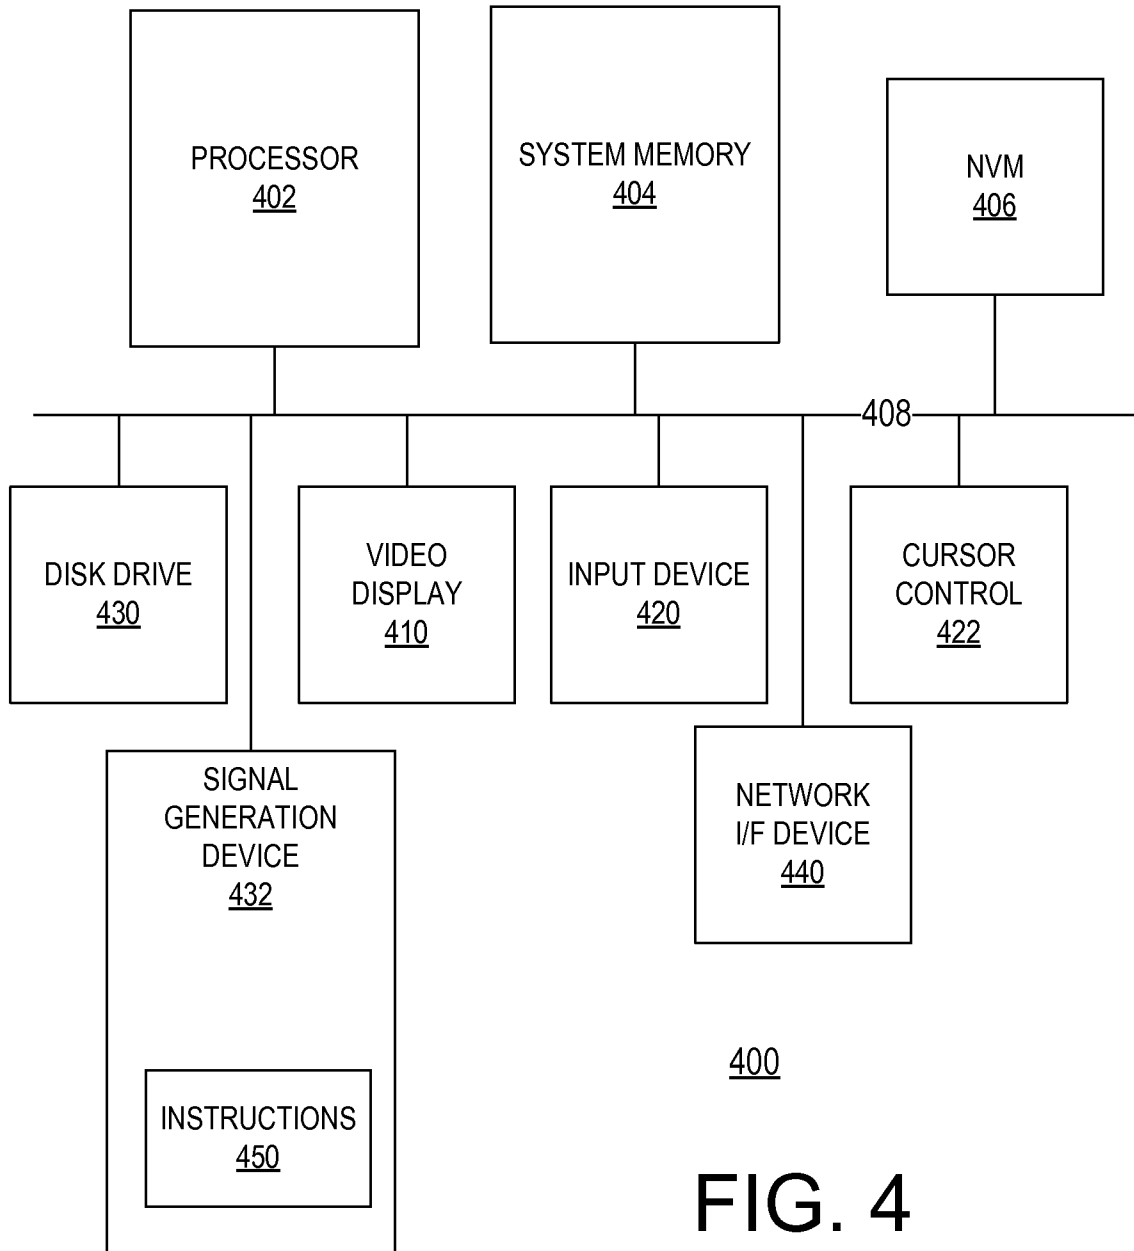 PROCESSOR
402
SYSTEM MEMORY
404
NVM
406
408
DISK DRIVE
430
VIDEO
DISPLAY
410
INPUT DEVICE
420
CURSOR
CONTROL
422
SIGNAL
GENERATION
DEVICE
432
NETWORK
I/F DEVICE
440
INSTRUCTIONS
450
400
FIG. 4